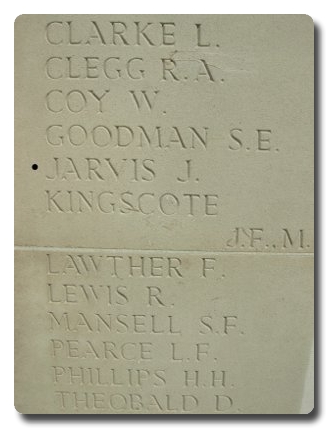 CLARKE L.
CLEGG R.A.
COY W.
GOODMAN S.E.
JARVIS J.
KINGSCOTE
J.F.,M.
LAWTHER F.
LEWIS R.
MANSELL S.F.
PEARCE L.F.
PHILLIPS H.H.
THEOBALD D.